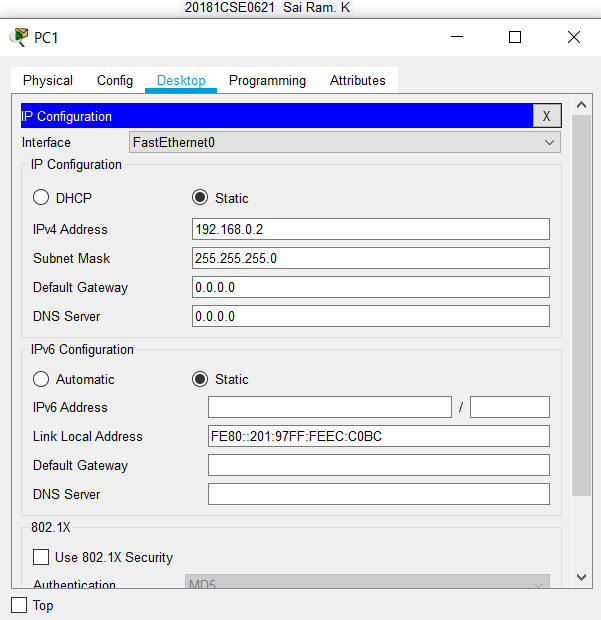 20181CSE0621 Sai Ram. K
PC1
Physical Config Desktop Programming Attributes
IP Configuration X
Interface FastEthernet0
IP Configuration
DHCP Static
IPv4 Address 192.168.0.2
Subnet Mask 255.255.255.0
Default Gateway 0.0.0.0
DNS Server 0.0.0.0
IPv6 Configuration
Automatic Static
IPv6 Address /
Link Local Address FE80::201:97FF:FEEC:C0BC
Default Gateway
DNS Server
802.1X
Use 802.1X Security
Authentication MD5
Top